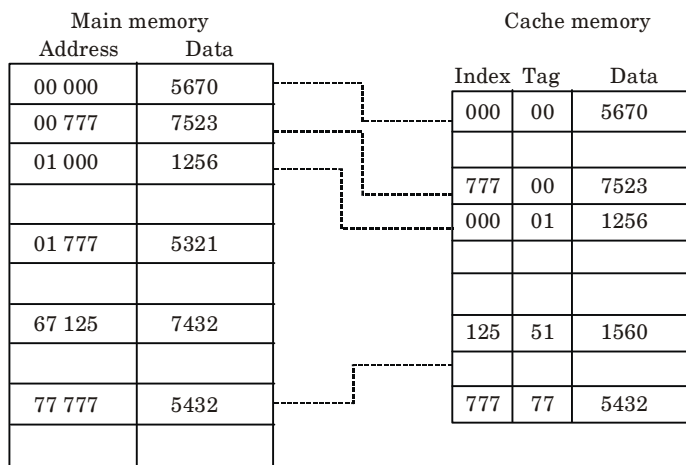 Main memory
Address Data
00 000 5670
00 777 7523
01 000 1256
01 777 5321
67 125 7432
77 777 5432
Cache memory
Index Tag Data
000 00 5670
777 00 7523
000 01 1256
125 51 1560
777 77 5432